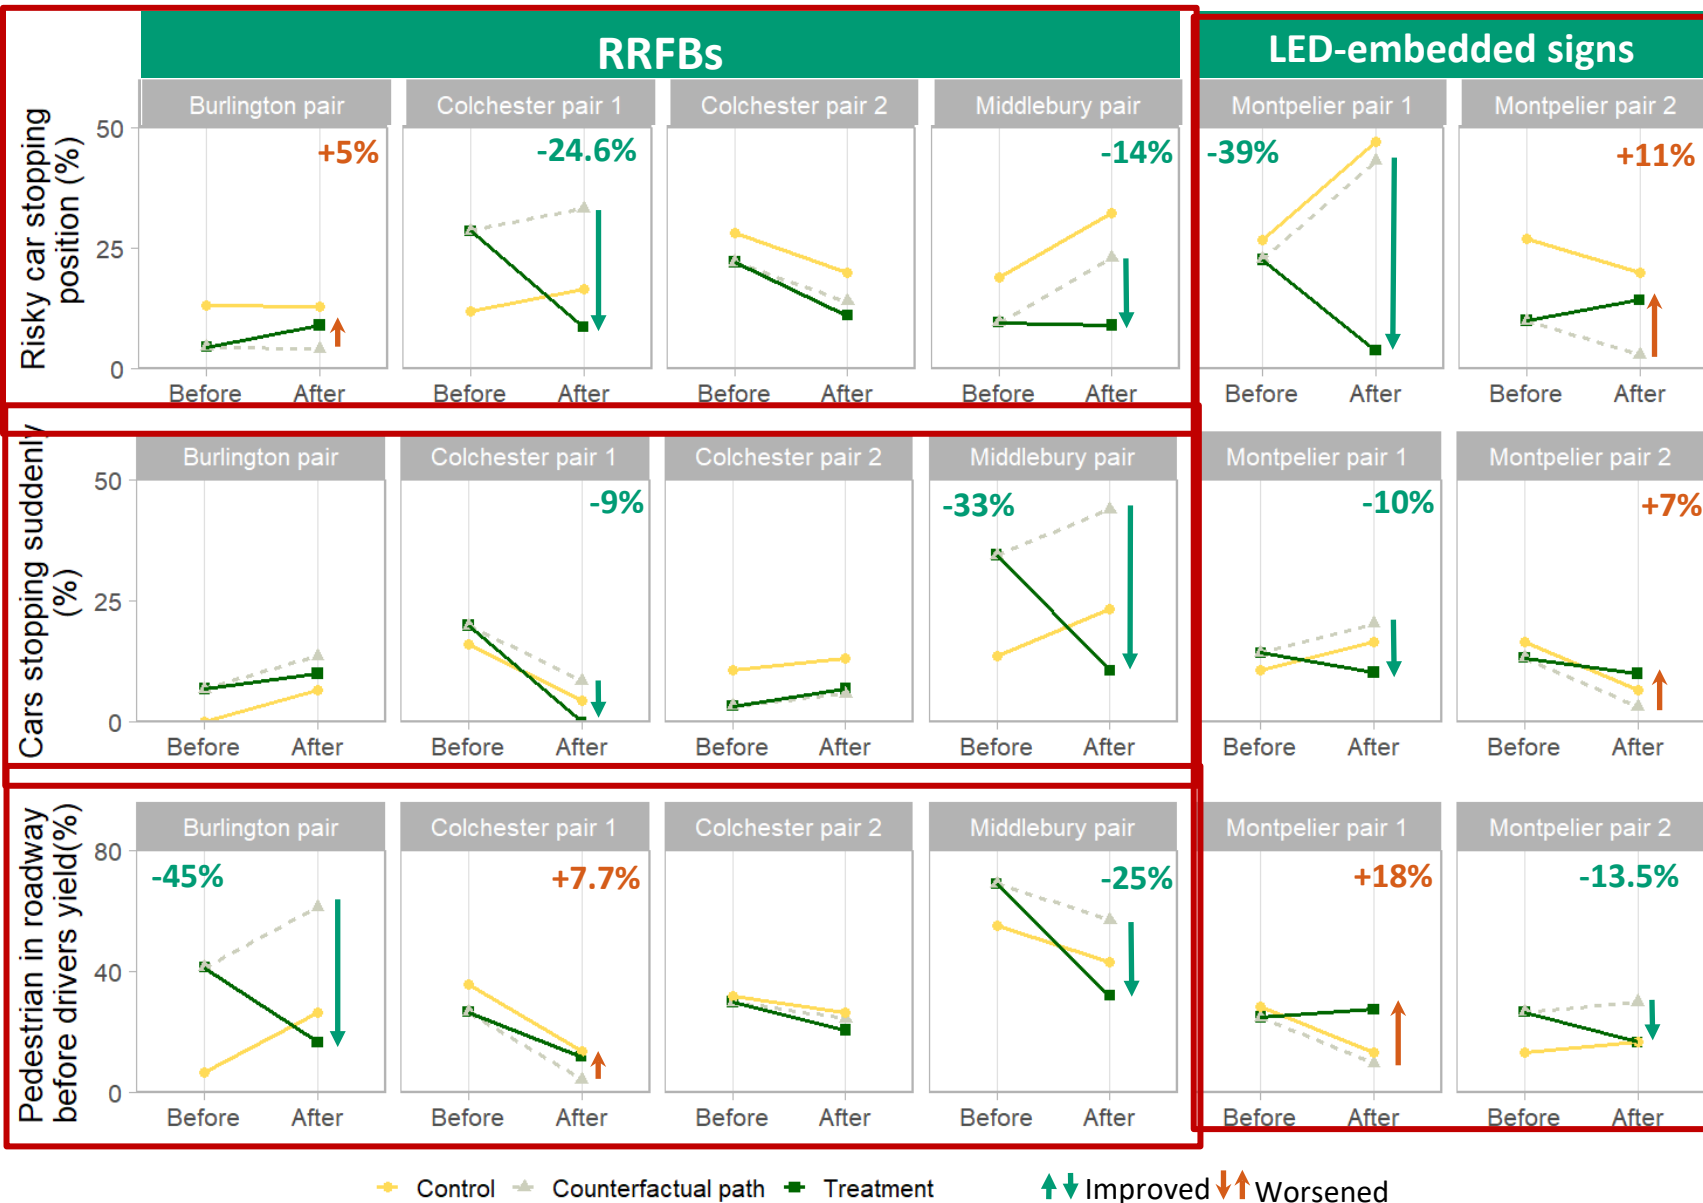 RRFBs
LED-embedded signs
Burlington pair
Colchester pair 1
Colchester pair 2
Middlebury pair
Montpelier pair 1
Montpelier pair 2
Risky car stopping
position (%)
50
25
0
+5%
-24.6%
-14%
-39%
+11%
Before After
Before After
Before After
Before After
Before After
Before After
Burlington pair
Colchester pair 1
Colchester pair 2
Middlebury pair
Montpelier pair 1
Montpelier pair 2
Cars stopping suddenly
(%)
50
25
0
-9%
-33%
-10%
+7%
Before After
Before After
Before After
Before After
Before After
Before After
Burlington pair
Colchester pair 1
Colchester pair 2
Middlebury pair
Montpelier pair 1
Montpelier pair 2
Pedestrian in roadway
before drivers yield(%)
80
40
0
-45%
+7.7%
-25%
+18%
-13.5%
Before After
Before After
Before After
Before After
Before After
Before After
Control Counterfactual path Treatment
Improved Worsened